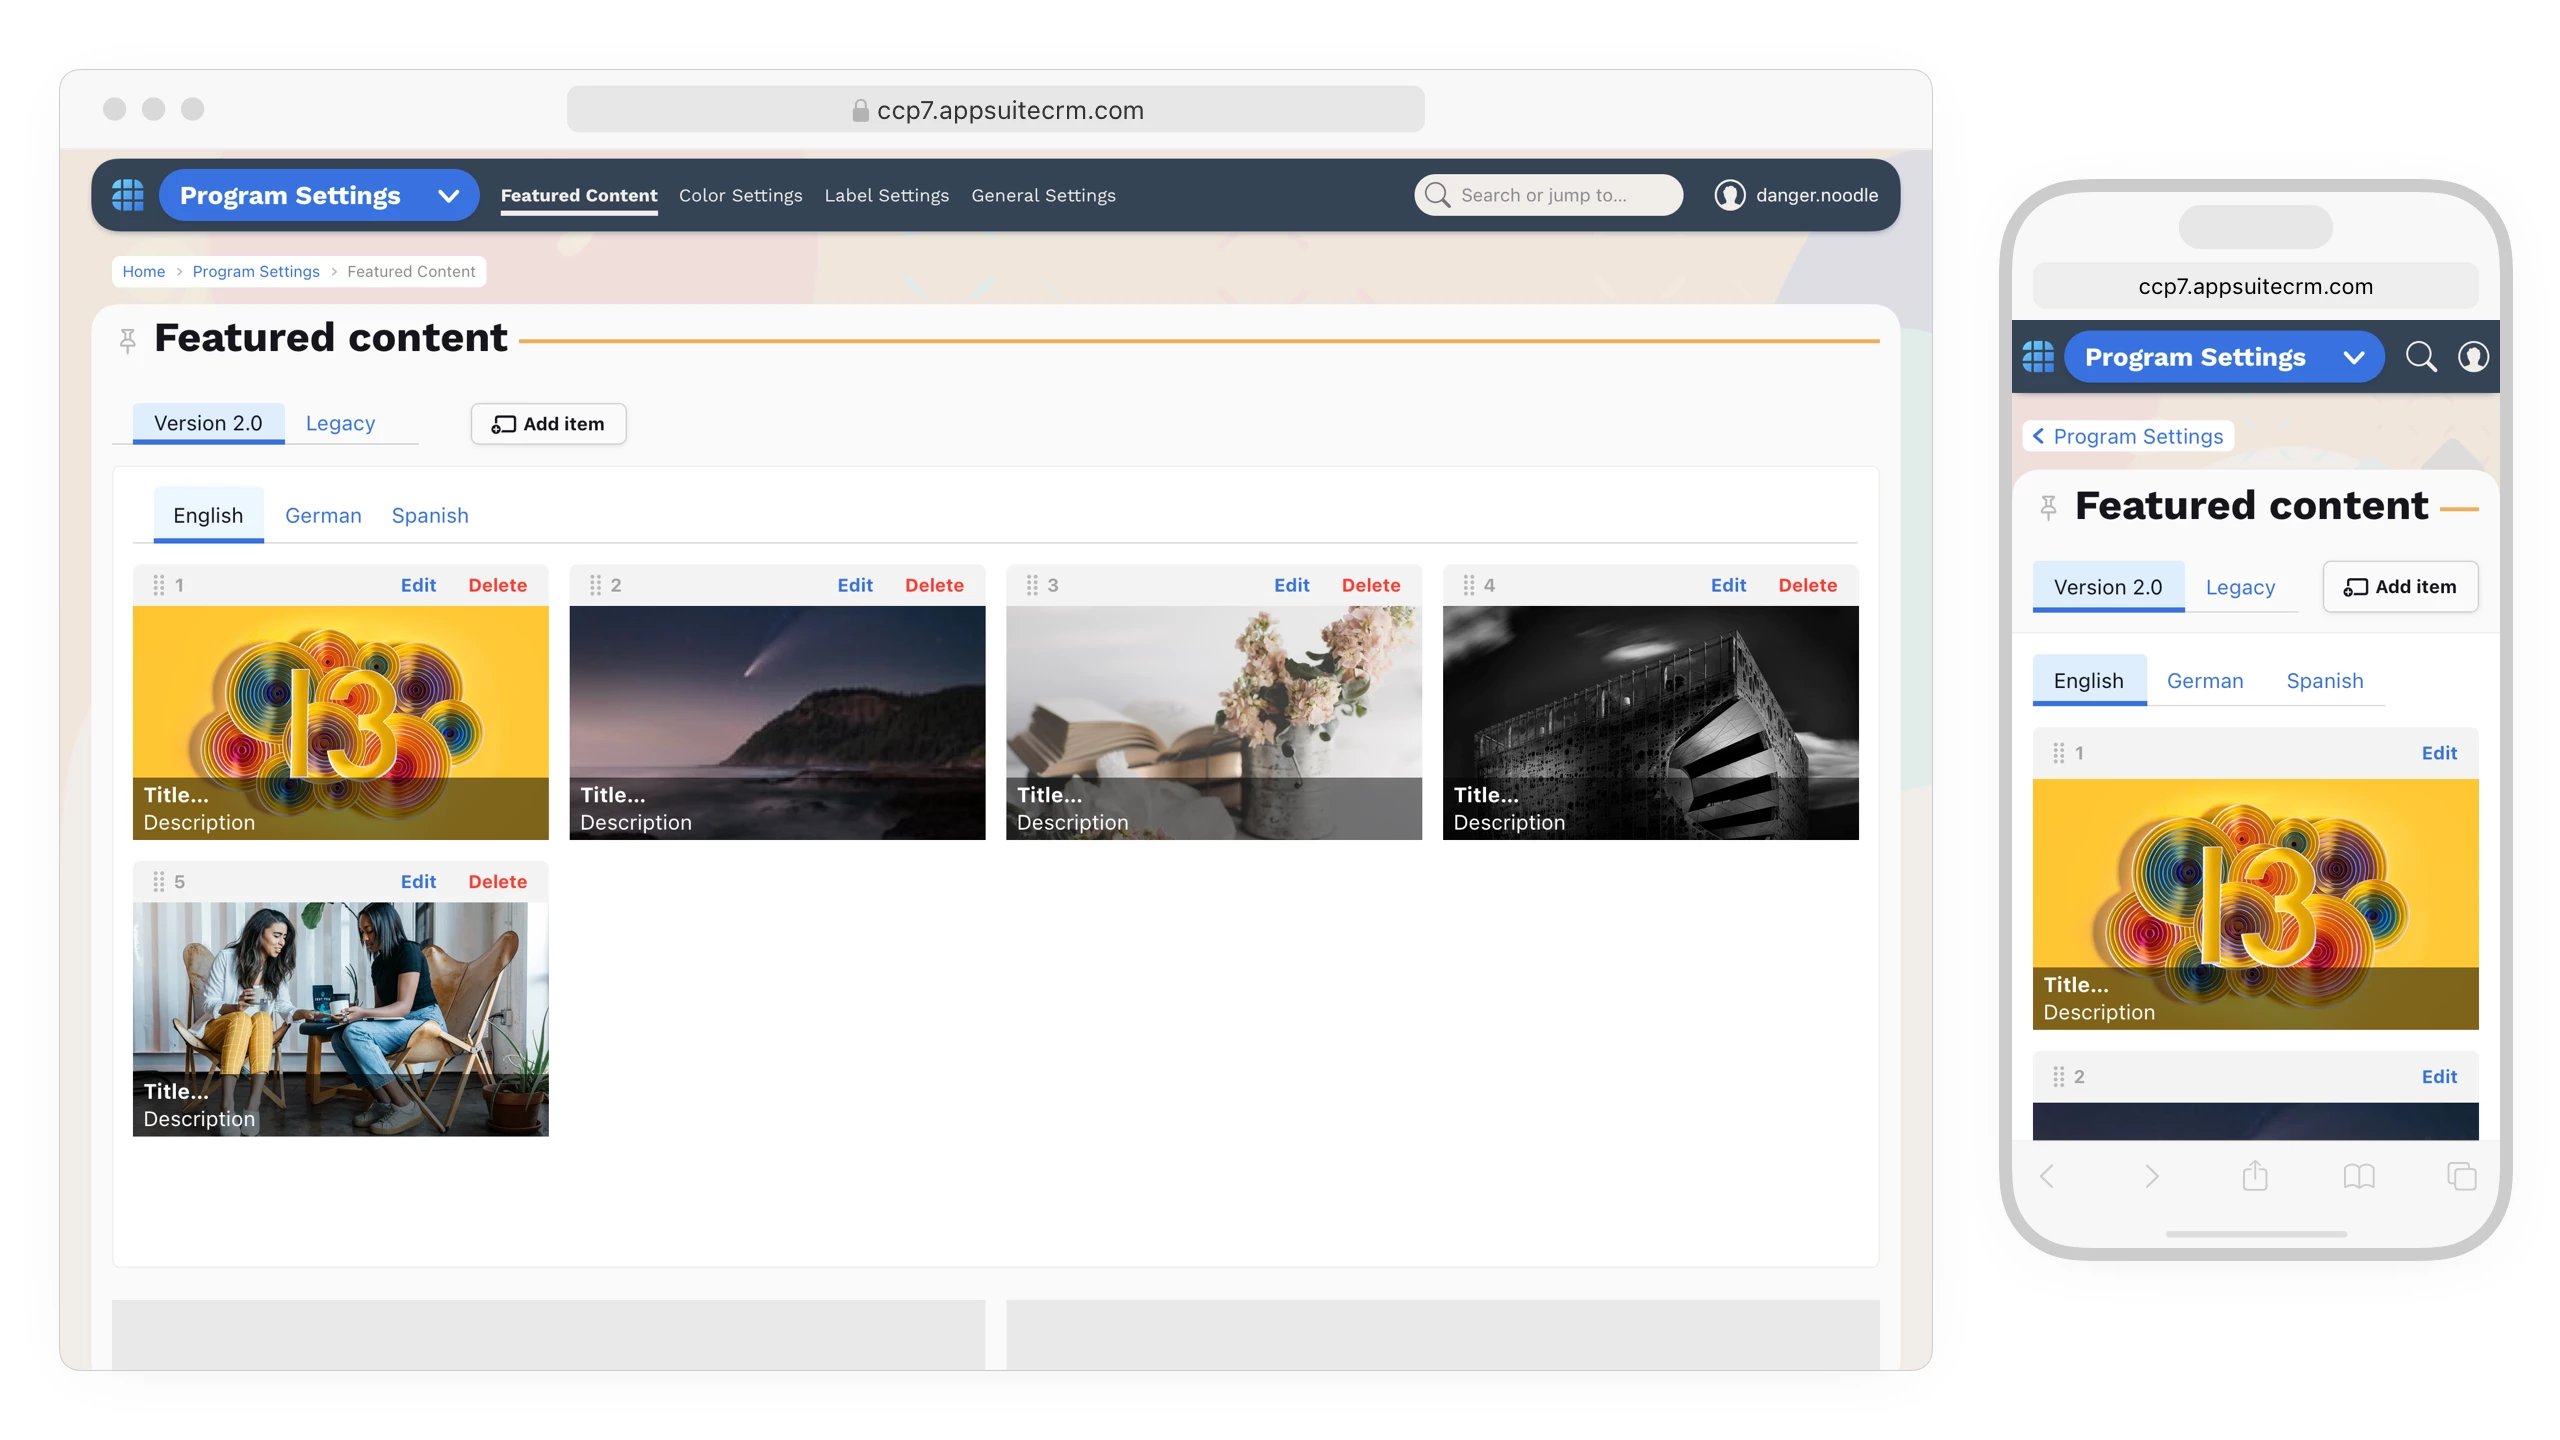 ccp7.appsuitecrm.com
Program Settings
Featured Content Color Settings Label Settings General Settings
Search or jump to...
danger.noodle
Home > Program Settings > Featured Content
Featured content
Version 2.0 Legacy
Add item
English German Spanish
1 Edit Delete
13
Title...
Description
2 Edit Delete
Title...
Description
3 Edit Delete
Title...
Description
4 Edit Delete
Title...
Description
5 Edit Delete
Title...
Description
ccp7.appsuitecrm.com
Program Settings
Program Settings
Featured content
Version 2.0 Legacy
Add item
English German Spanish
1 Edit
13
Title...
Description
2 Edit